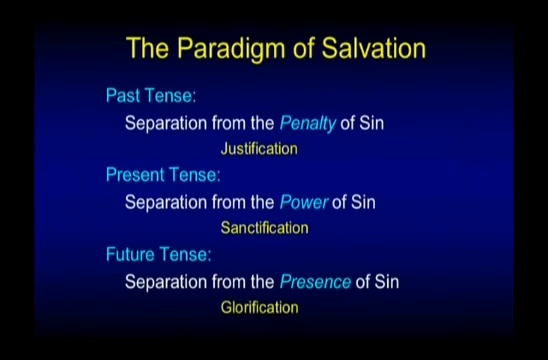 The Paradigm of Salvation
Past Tense:
Separation from the Penalty of Sin
Justification
Present Tense:
Separation from the Power of Sin
Sanctification
Future Tense:
Separation from the Presence of Sin
Glorification